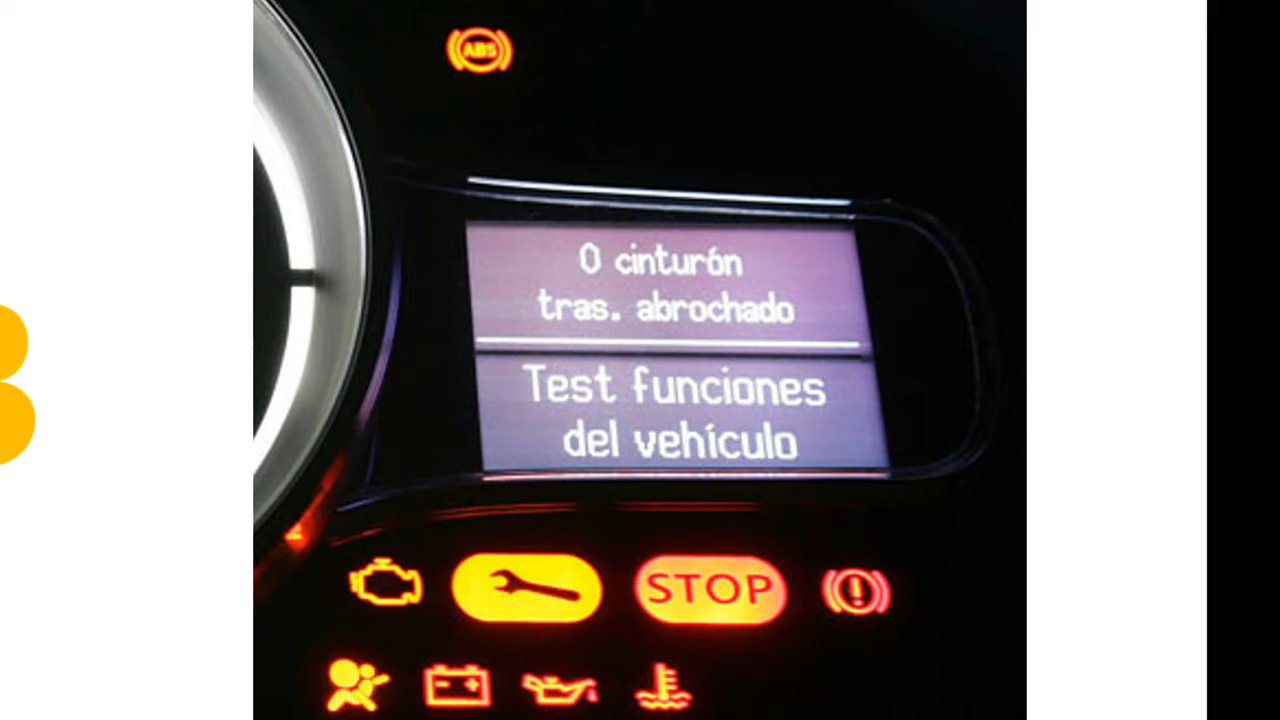 ABS
0 cinturón
tras. abrochado
Test funciones
del vehículo
STOP